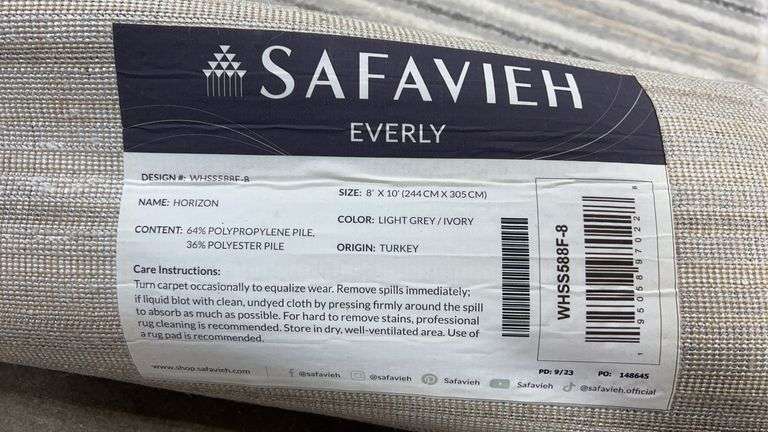 SAFAVIEH
EVERLY
DESIGN #: WHSS588F-8
NAME: HORIZON
CONTENT: 64% POLYPROPYLENE PILE,
36% POLYESTER PILE
SIZE: 8' X 10' (244 CM X 305 CM)
COLOR: LIGHT GREY / IVORY
ORIGIN: TURKEY
Care Instructions:
Turn carpet occasionally to equalize wear. Remove spills immediately;
if liquid blot with clean, undyed cloth by pressing firmly around the spill
to absorb as much as possible. For hard to remove stains, professional
rug cleaning is recommended. Store in dry, well-ventilated area. Use of
a rug pad is recommended.
WHSS588F-8
1 95058 97022 8
PD: 9/23 PO: 148645
www.shop.safavieh.com @safavieh @safavieh Safavieh Safavieh @safavieh.official